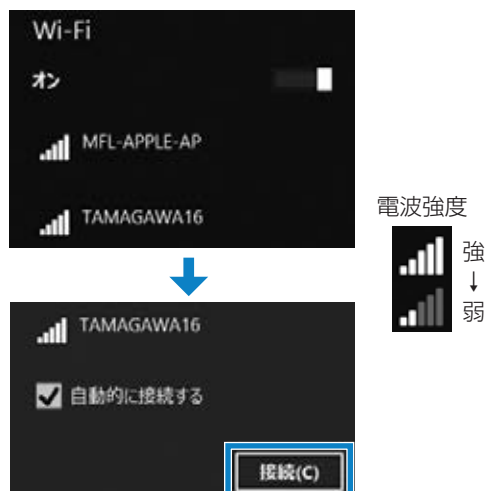 Wi-Fi
オン
MFL-APPLE-AP
TAMAGAWA16
TAMAGAWA16
自動的に接続する
接続(C)
電波強度
強
↓
弱